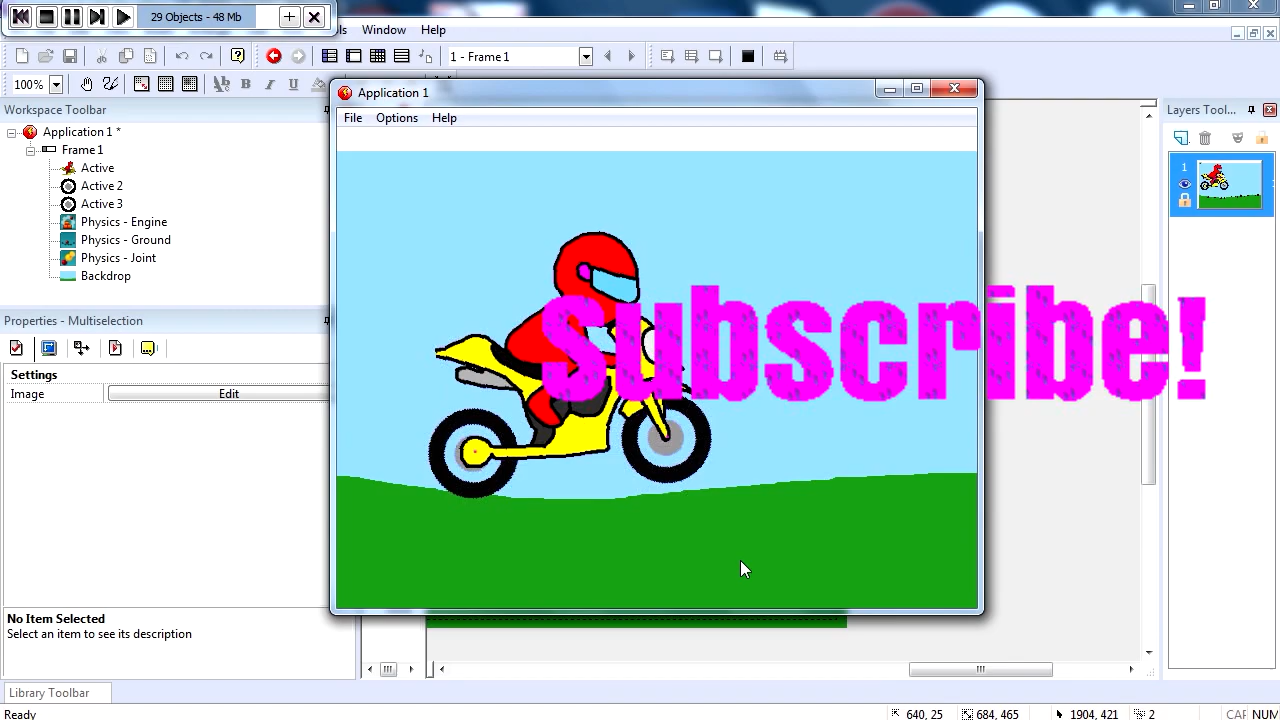 29 Objects - 48 Mb
ls Window Help
1 - Frame 1
100%
B I U
Workspace Toolbar
Application 1 *
Frame 1
Active
Active 2
Active 3
Physics - Engine
Physics - Ground
Physics - Joint
Backdrop
Application 1
File Options Help
Subscribe!
Layers Tool...
1
Properties - Multiselection
Settings
Image Edit
No Item Selected
Select an item to see its description
Library Toolbar
Ready
640, 25
684, 465
1904, 421
2
CAF NUM